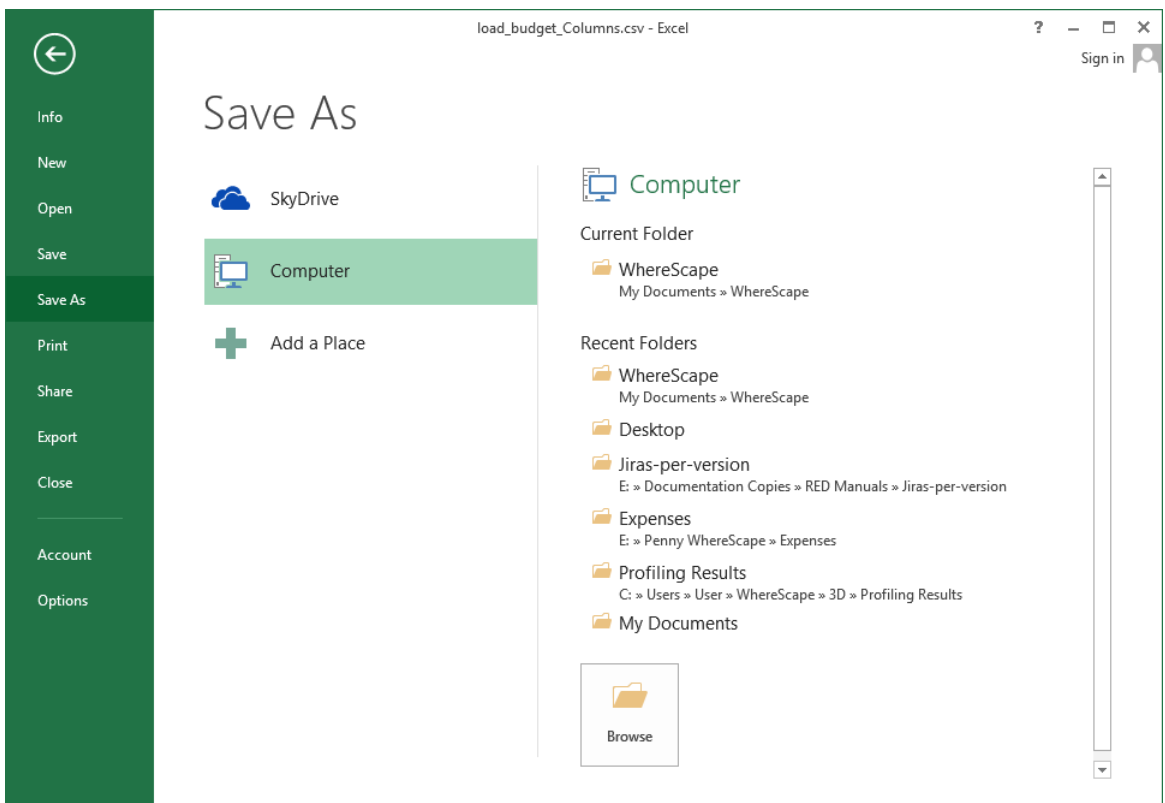 load_budget_Columns.csv - Excel
?
Sign in
Info
New
Open
Save
Save As
Print
Share
Export
Close
Account
Options
Save As
SkyDrive
Computer
Add a Place
Computer
Current Folder
WhereScape
My Documents » WhereScape
Recent Folders
WhereScape
My Documents » WhereScape
Desktop
Jiras-per-version
E: » Documentation Copies » RED Manuals » Jiras-per-version
Expenses
E: » Penny WhereScape » Expenses
Profiling Results
C: » Users » User » WhereScape » 3D » Profiling Results
My Documents
Browse